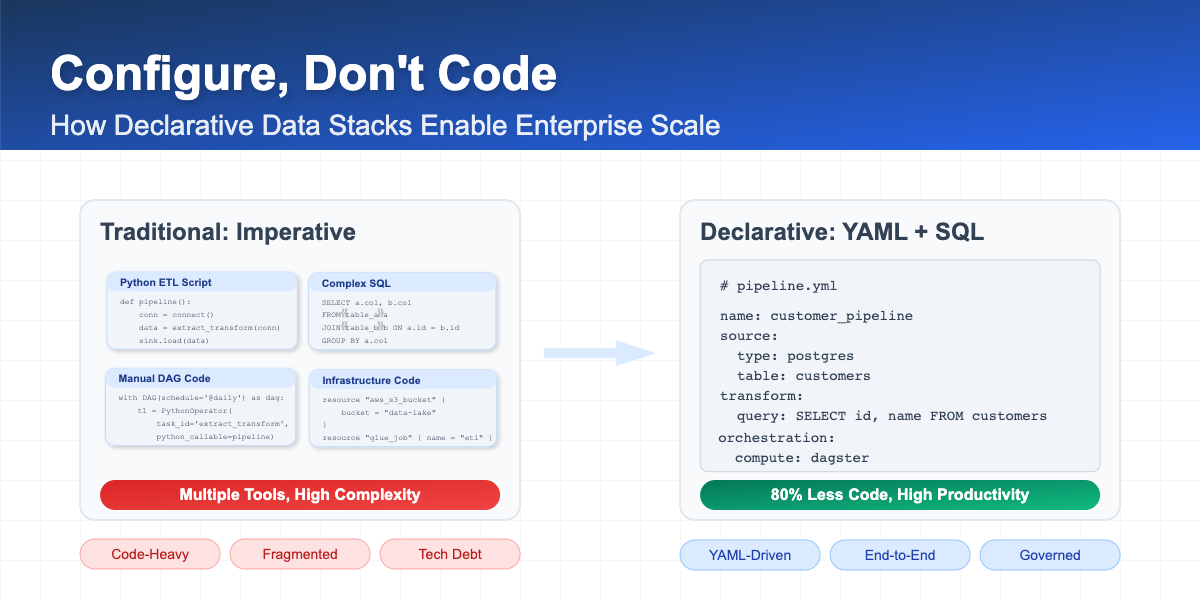 Configure, Don't Code
How Declarative Data Stacks Enable Enterprise Scale
Traditional: Imperative
Python ETL Script
def pipeline():
    conn = connect()
    data = extract_transform(conn)
    sink.load(data)
Complex SQL
SELECT a.col, b.col
FROM table_a a
JOIN table_b b ON a.id = b.id
GROUP BY a.col
Manual DAG Code
with DAG(schedule='@daily') as dag:
    t1 = PythonOperator(
        task_id='extract_transform',
        python_callable=pipeline)
Infrastructure Code
resource "aws_s3_bucket" {
    bucket = "data-lake"
}
resource "glue_job" { name = "etl" }
Multiple Tools, High Complexity
Code-Heavy
Fragmented
Tech Debt
Declarative: YAML + SQL
# pipeline.yml
name: customer_pipeline
source:
  type: postgres
  table: customers
transform:
  query: SELECT id, name FROM customers
orchestration:
  compute: dagster
80% Less Code, High Productivity
YAML-Driven
End-to-End
Governed